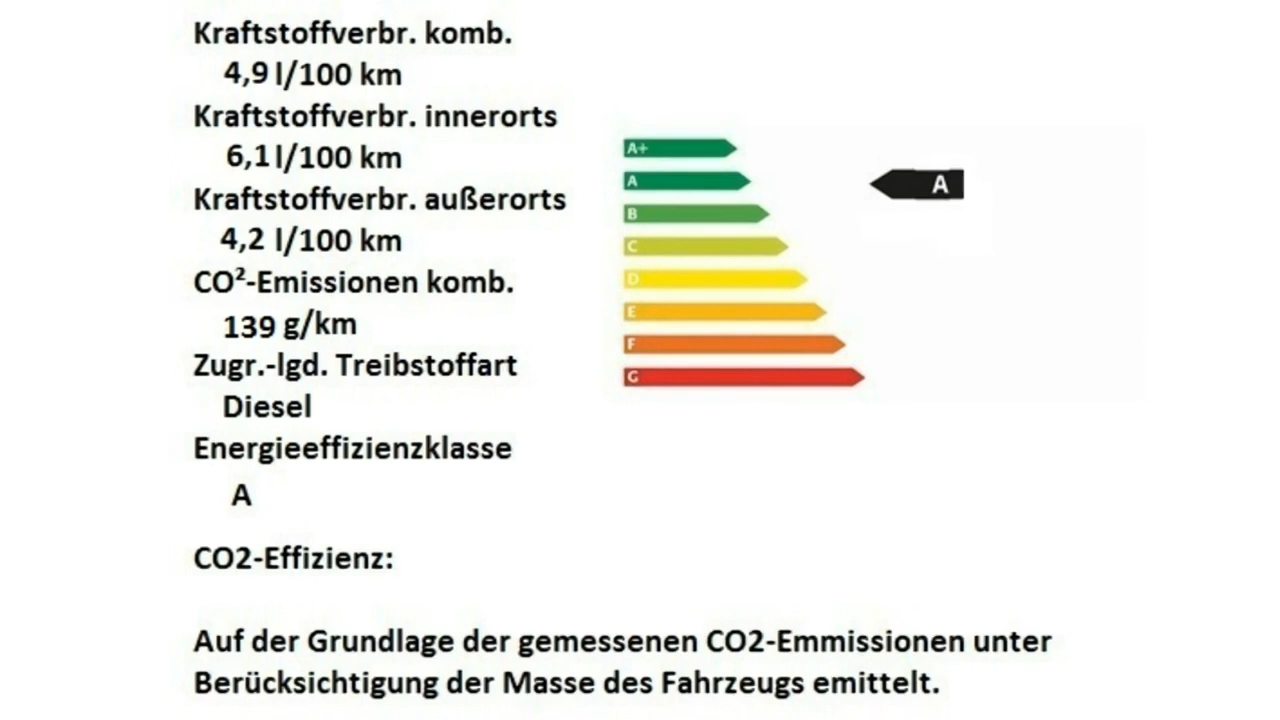 Kraftstoffverbr. komb.
4,9 l/100 km
Kraftstoffverbr. innerorts
6,1 l/100 km
Kraftstoffverbr. außerorts
4,2 l/100 km
CO²-Emissionen komb.
139 g/km
Zugr.-lgd. Treibstoffart
Diesel
Energieeffizienzklasse
A
A+
A
A
B
C
D
E
F
G
CO2-Effizienz:
Auf der Grundlage der gemessenen CO2-Emmissionen unter
Berücksichtigung der Masse des Fahrzeugs emittelt.